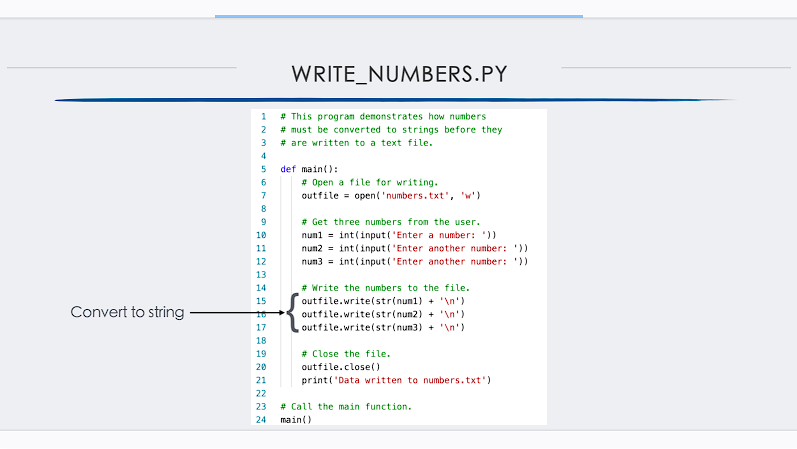 WRITE_NUMBERS.PY
1 # This program demonstrates how numbers
2 # must be converted to strings before they
3 # are written to a text file.
4
5 def main():
6     # Open a file for writing.
7     outfile = open('numbers.txt', 'w')
8
9     # Get three numbers from the user.
10     num1 = int(input('Enter a number: '))
11     num2 = int(input('Enter another number: '))
12     num3 = int(input('Enter another number: '))
13
14     # Write the numbers to the file.
15     outfile.write(str(num1) + '\n')
Convert to string
16     outfile.write(str(num2) + '\n')
17     outfile.write(str(num3) + '\n')
18
19     # Close the file.
20     outfile.close()
21     print('Data written to numbers.txt')
22
23 # Call the main function.
24 main()